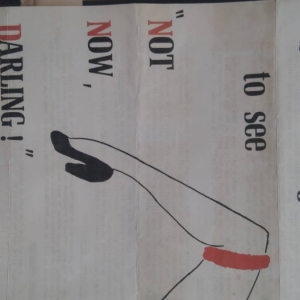 to see
"NOT
NOW,
DARLING!"